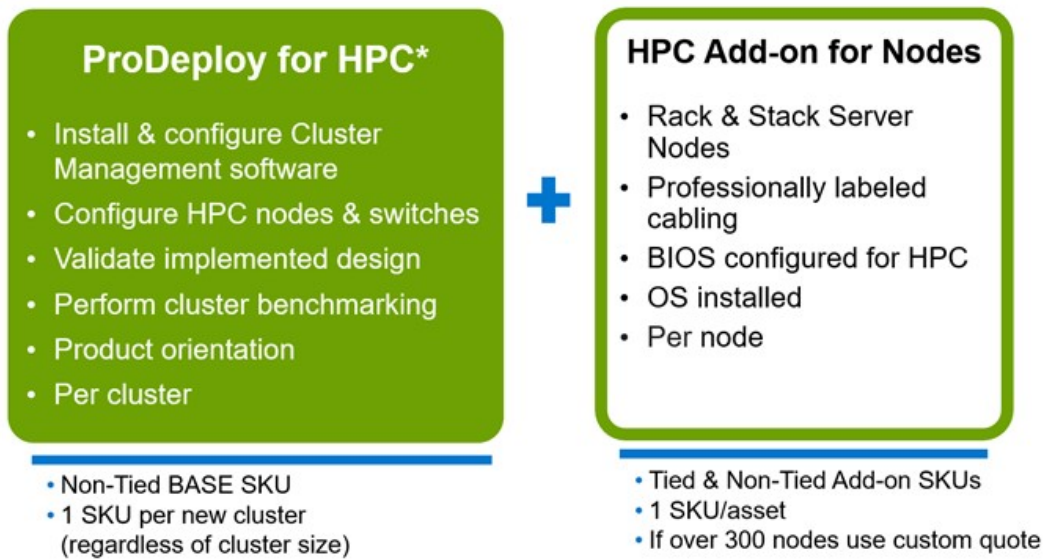 ProDeploy for HPC*
• Install & configure Cluster
Management software
• Configure HPC nodes & switches
• Validate implemented design
• Perform cluster benchmarking
• Product orientation
• Per cluster
• Non-Tied BASE SKU
• 1 SKU per new cluster
(regardless of cluster size)
+
HPC Add-on for Nodes
• Rack & Stack Server
Nodes
• Professionally labeled
cabling
• BIOS configured for HPC
• OS installed
• Per node
• Tied & Non-Tied Add-on SKUs
• 1 SKU/asset
• If over 300 nodes use custom quote